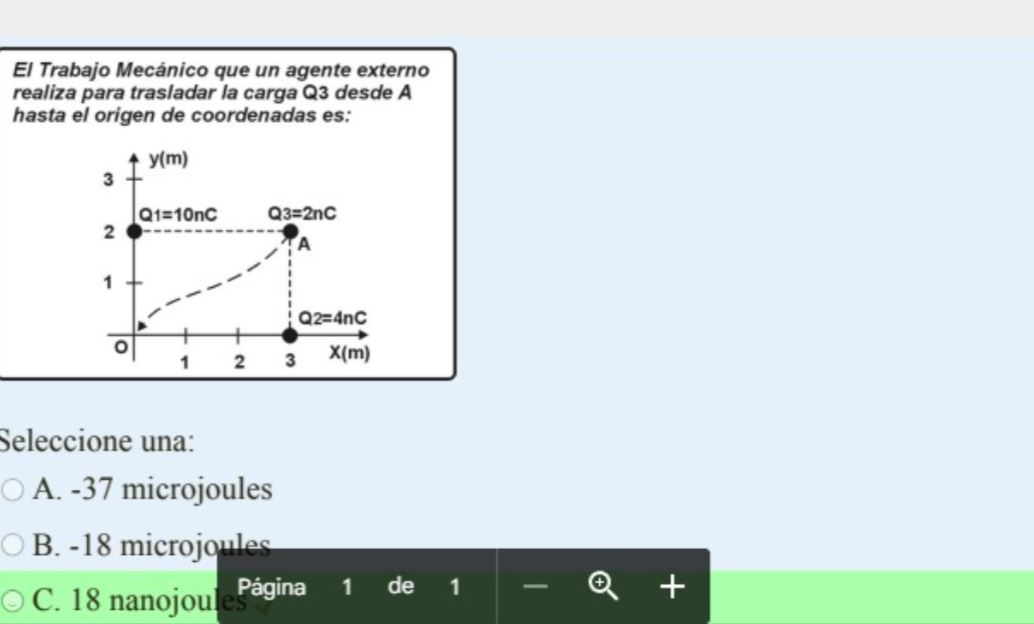 El Trabajo Mecánico que un agente externo
realiza para trasladar la carga Q3 desde A
hasta el origen de coordenadas es:
y(m)
3
Q1=10nC Q3=2nC
2
A
1
Q2=4nC
O
1 2 3 X(m)
Seleccione una:
A. -37 microjoules
B. -18 microjoules
C. 18 nanojoules
Página 1 de 1